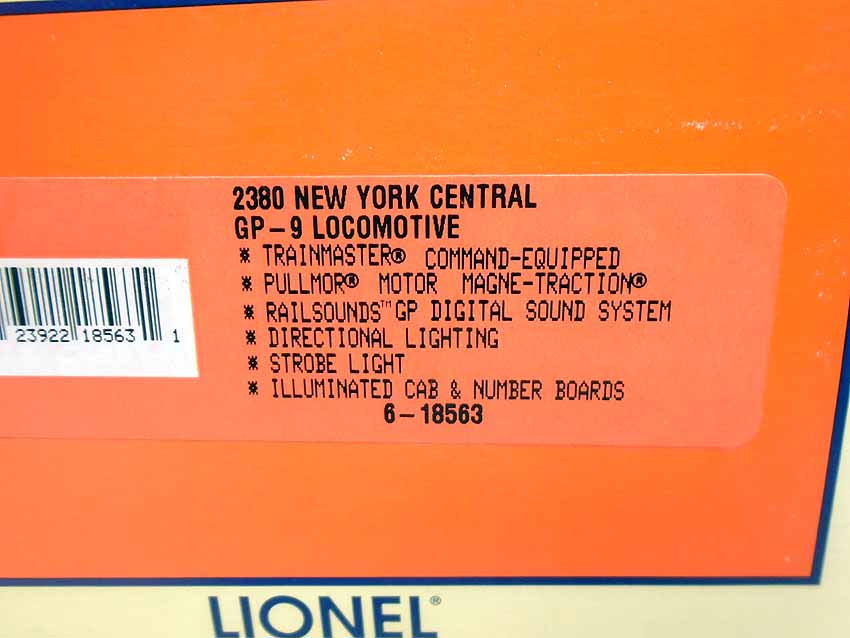 2380 NEW YORK CENTRAL
GP-9 LOCOMOTIVE
* TRAINMASTER® COMMAND-EQUIPPED
* PULLMOR® MOTOR MAGNE-TRACTION®
* RAILSOUNDS™ GP DIGITAL SOUND SYSTEM
* DIRECTIONAL LIGHTING
* STROBE LIGHT
* ILLUMINATED CAB & NUMBER BOARDS
6-18563
23922 18563 1
LIONEL®